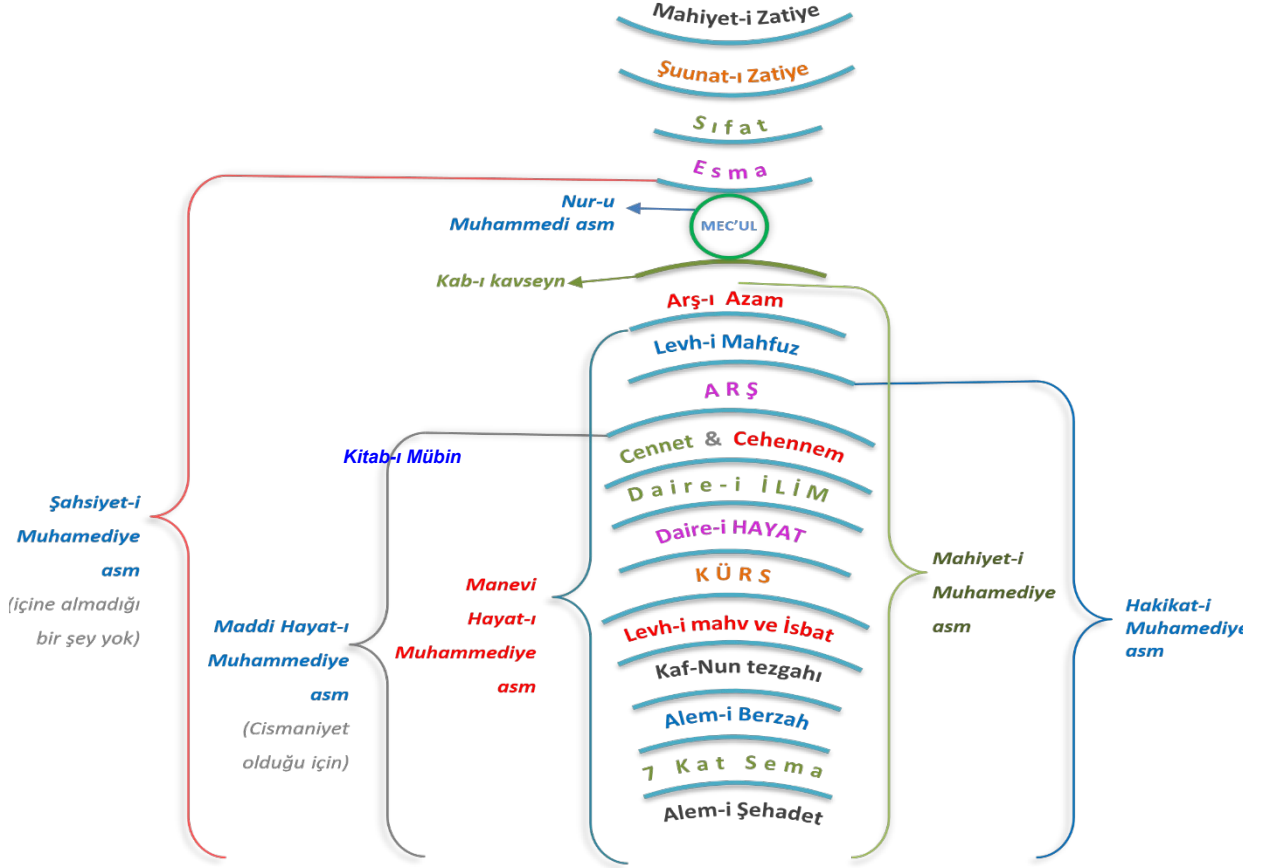 Mahiyet-i Zatiye
Şuunat-ı Zatiye
Sıfat
Esma
Nur-u
Muhammedi asm
MEC'UL
Kab-ı kavseyn
Arş-ı Azam
Levh-i Mahfuz
ARŞ
Cennet & Cehennem
Kitab-ı Mübin
Daire-i İLİM
Daire-i HAYAT
KÜRS
Levh-i mahv ve İsbat
Kaf-Nun tezgahı
Alem-i Berzah
7 Kat Sema
Alem-i Şehadet
Şahsiyet-i
Muhamediye
asm
(içine almadığı
bir şey yok)
Maddi Hayat-ı
Muhammediye
asm
(Cismaniyet
olduğu için)
Manevi
Hayat-ı
Muhammediye
asm
Mahiyet-i
Muhamediye
asm
Hakikat-i
Muhamediye
asm